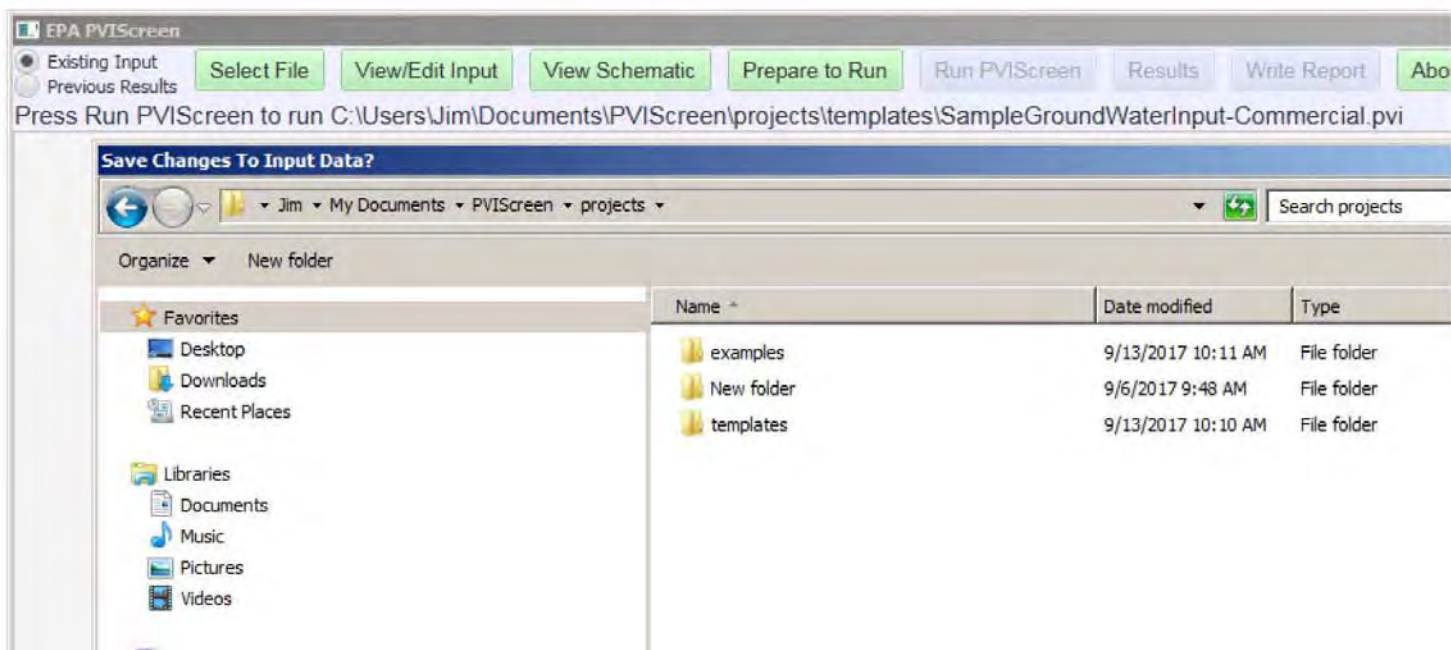 EPA PVIScreen
Existing Input
Previous Results
Select File View/Edit Input View Schematic Prepare to Run Run PVIScreen Results Write Report Abo
Press Run PVIScreen to run C:\Users\Jim\Documents\PVIScreen\projects\templates\SampleGroundWaterInput-Commercial.pvi
Save Changes To Input Data?
Jim My Documents PVIScreen projects Search projects
Organize New folder
Name Date modified Type
Favorites
Desktop
Downloads
Recent Places
Libraries
Documents
Music
Pictures
Videos
examples 9/13/2017 10:11 AM File folder
New folder 9/6/2017 9:48 AM File folder
templates 9/13/2017 10:10 AM File folder